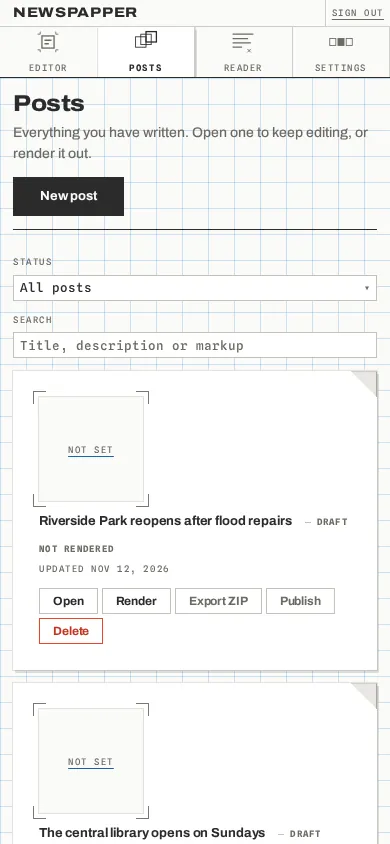 NEWSPAPPER
SIGN OUT
EDITOR
POSTS
READER
SETTINGS
Posts
Everything you have written. Open one to keep editing, or
render it out.
New post
STATUS
All posts
SEARCH
Title, description or markup
NOT SET
Riverside Park reopens after flood repairs — DRAFT
NOT RENDERED
UPDATED NOV 12, 2026
Open
Render
Export ZIP
Publish
Delete
NOT SET
The central library opens on Sundays — DRAFT